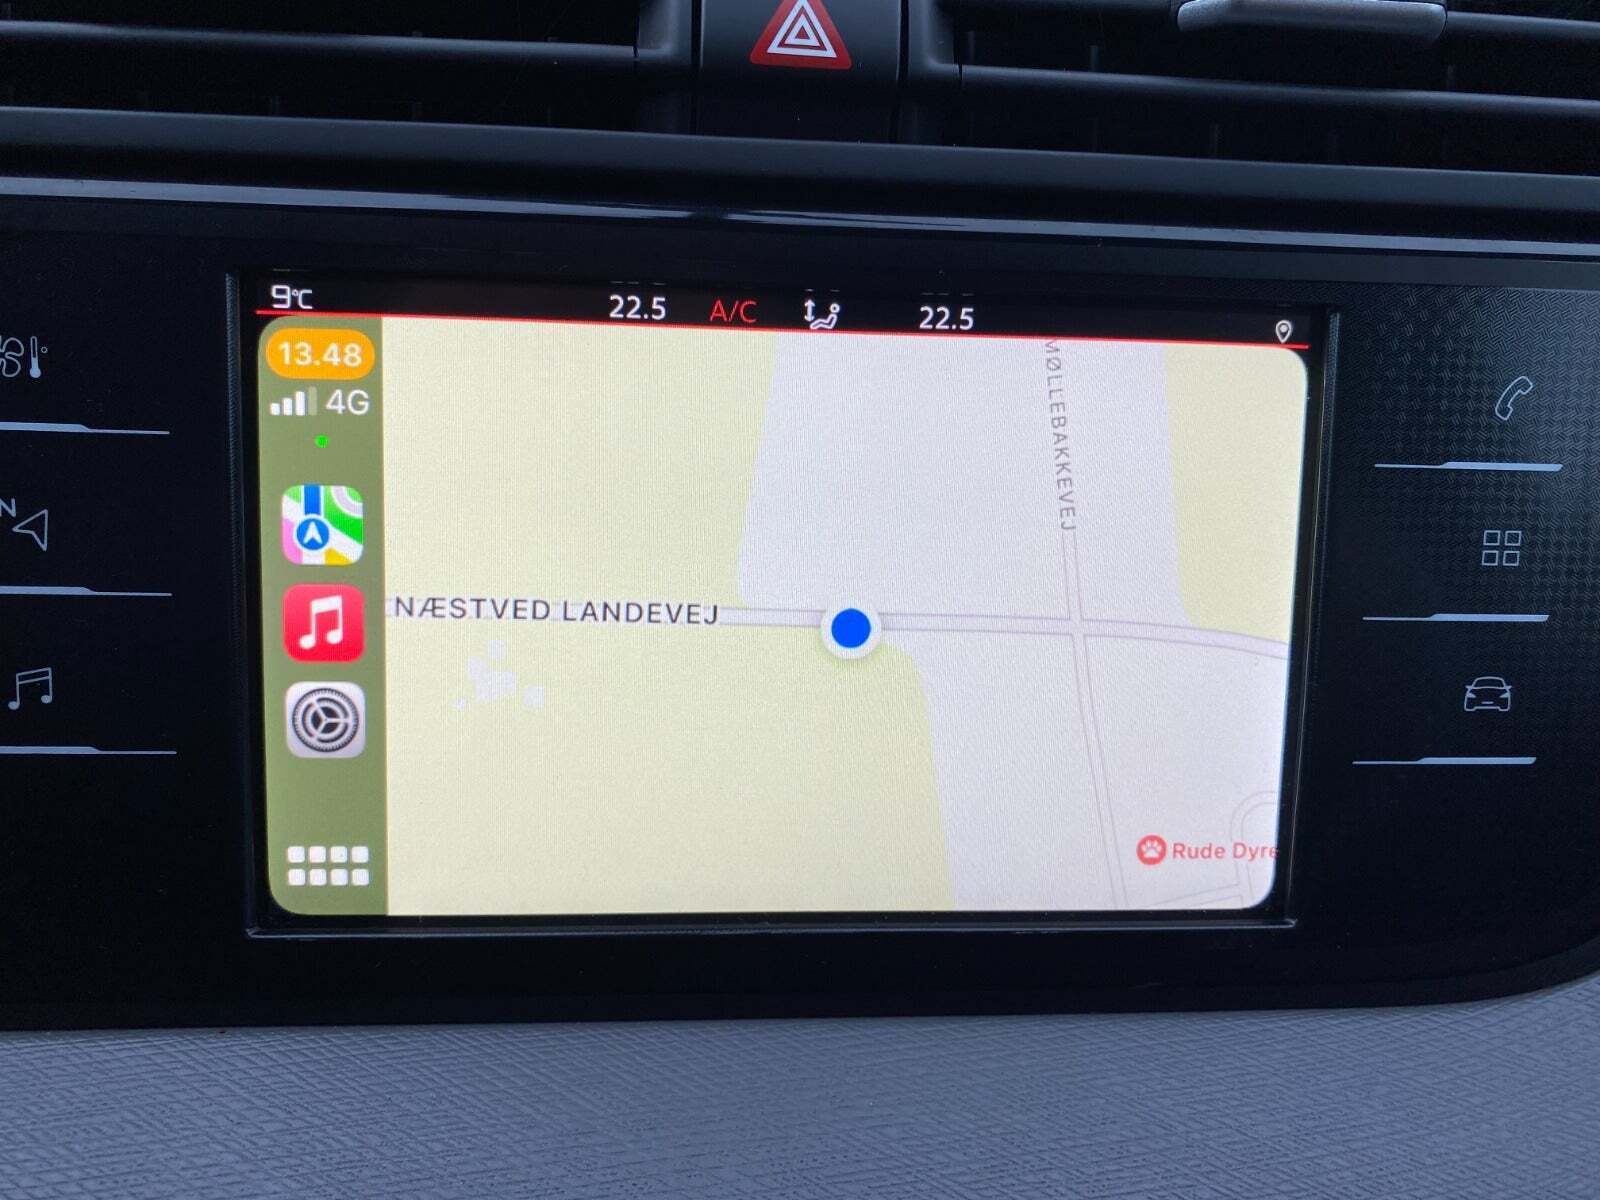 9°C
22.5 A/C 22.5
13.48
4G
MØLLEBAKKEVEJ
N
NÆSTVED LANDEVEJ
Rude Dyre